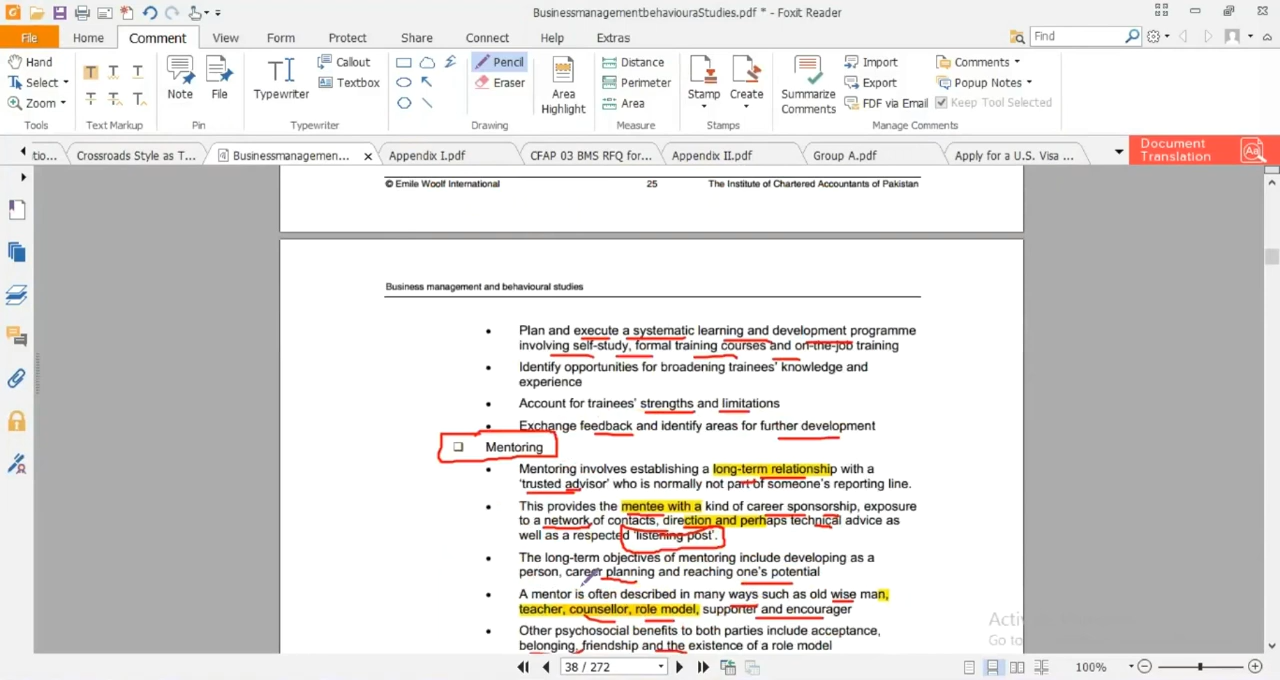 BusinessmanagementbehaviouraStudies.pdf * - Foxit Reader
File Home Comment View Form Protect Share Connect Help Extras Find
Hand
Select
Zoom
Tools
Text Markup
Note File
Pin
Typewriter
Callout
Textbox
Typewriter
Pencil
Eraser
Drawing
Area
Highlight
Distance
Perimeter
Area
Measure
Stamp Create
Stamps
Summarize
Comments
Import
Export
FDF via Email
Comments
Popup Notes
Keep Tool Selected
Manage Comments
tio... Crossroads Style as T... Businessmanagemen... Appendix I.pdf CFAP 03 BMS RFQ for... Appendix II.pdf Group A.pdf Apply for a U.S. Visa ...
Document
Translation
© Emile Woolf International 25 The Institute of Chartered Accountants of Pakistan
Business management and behavioural studies
• Plan and execute a systematic learning and development programme
involving self-study, formal training courses and on-the-job training
• Identify opportunities for broadening trainees' knowledge and
experience
• Account for trainees' strengths and limitations
• Exchange feedback and identify areas for further development
❑ Mentoring
• Mentoring involves establishing a long-term relationship with a
'trusted advisor' who is normally not part of someone's reporting line.
• This provides the mentee with a kind of career sponsorship, exposure
to a network of contacts, direction and perhaps technical advice as
well as a respected 'listening post'.
• The long-term objectives of mentoring include developing as a
person, career planning and reaching one's potential
• A mentor is often described in many ways such as old wise man,
teacher, counsellor, role model, supporter and encourager
• Other psychosocial benefits to both parties include acceptance,
belonging, friendship and the existence of a role model
Go to
38 / 272
100%